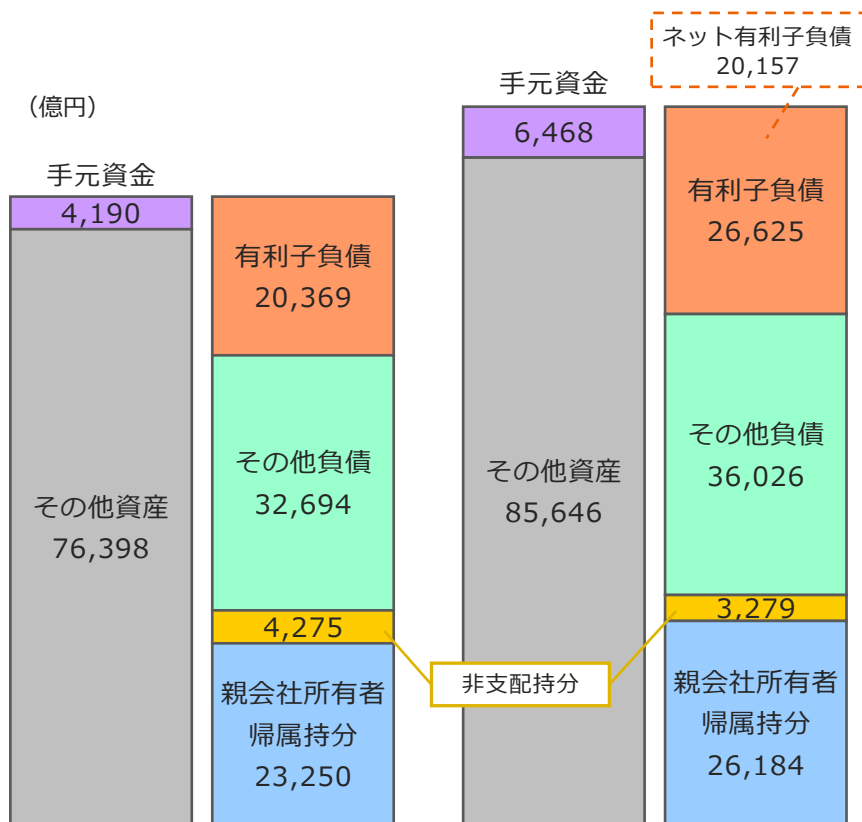 ネット有利子負債
20,157
(億円)
手元資金
4,190
その他資産
76,398
有利子負債
20,369
その他負債
32,694
4,275
親会社所有者
帰属持分
23,250
非支配持分
手元資金
6,468
その他資産
85,646
有利子負債
26,625
その他負債
36,026
3,279
親会社所有者
帰属持分
26,184